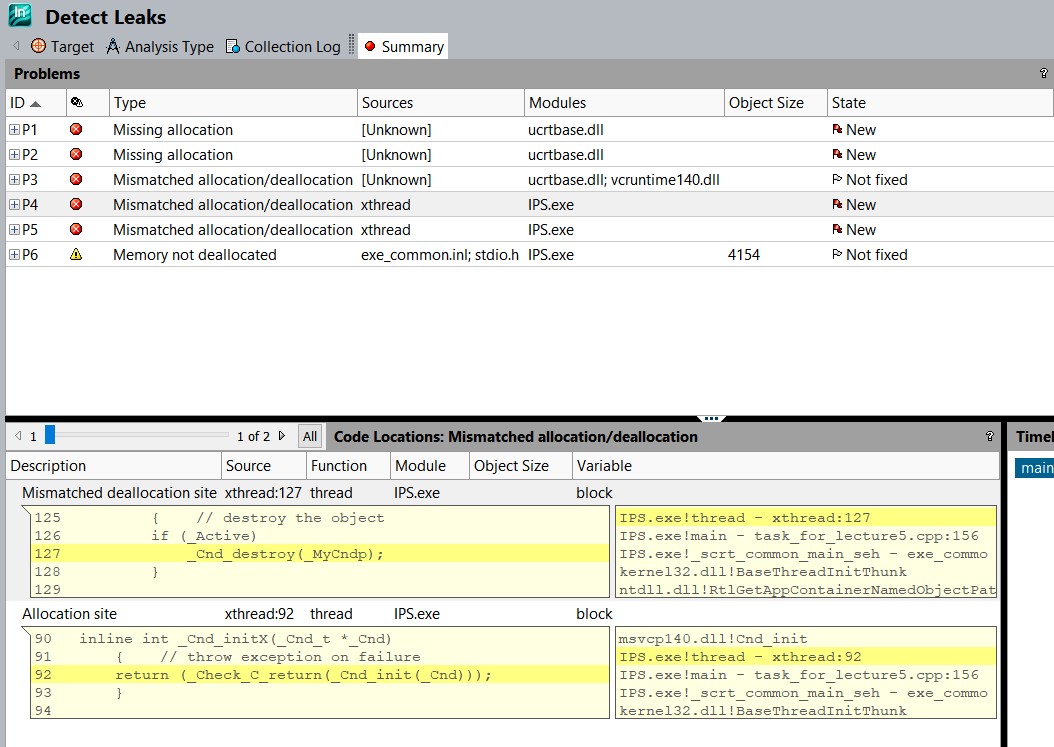 Detect Leaks
Target Analysis Type Collection Log Summary
Problems ?
ID Type Sources Modules Object Size State
P1 Missing allocation [Unknown] ucrtbase.dll New
P2 Missing allocation [Unknown] ucrtbase.dll New
P3 Mismatched allocation/deallocation [Unknown] ucrtbase.dll; vcruntime140.dll Not fixed
P4 Mismatched allocation/deallocation xthread IPS.exe New
P5 Mismatched allocation/deallocation xthread IPS.exe New
P6 Memory not deallocated exe_common.inl; stdio.h IPS.exe 4154 Not fixed
1 1 of 2 All Code Locations: Mismatched allocation/deallocation ?
Description Source Function Module Object Size Variable
Mismatched deallocation site xthread:127 thread IPS.exe block
125 { // destroy the object
126 if (_Active)
127 _Cnd_destroy(_MyCndp);
128 }
129
IPS.exe!thread - xthread:127
IPS.exe!main - task_for_lecture5.cpp:156
IPS.exe!_scrt_common_main_seh - exe_commo
kernel32.dll!BaseThreadInitThunk
ntdll.dll!RtlGetAppContainerNamedObjectPat
Allocation site xthread:92 thread IPS.exe block
90 inline int _Cnd_initX(_Cnd_t *_Cnd)
91 { // throw exception on failure
92 return (_Check_C_return(_Cnd_init(_Cnd)));
93 }
94
msvcp140.dll!Cnd_init
IPS.exe!thread - xthread:92
IPS.exe!main - task_for_lecture5.cpp:156
IPS.exe!_scrt_common_main_seh - exe_commo
kernel32.dll!BaseThreadInitThunk
Timel
main